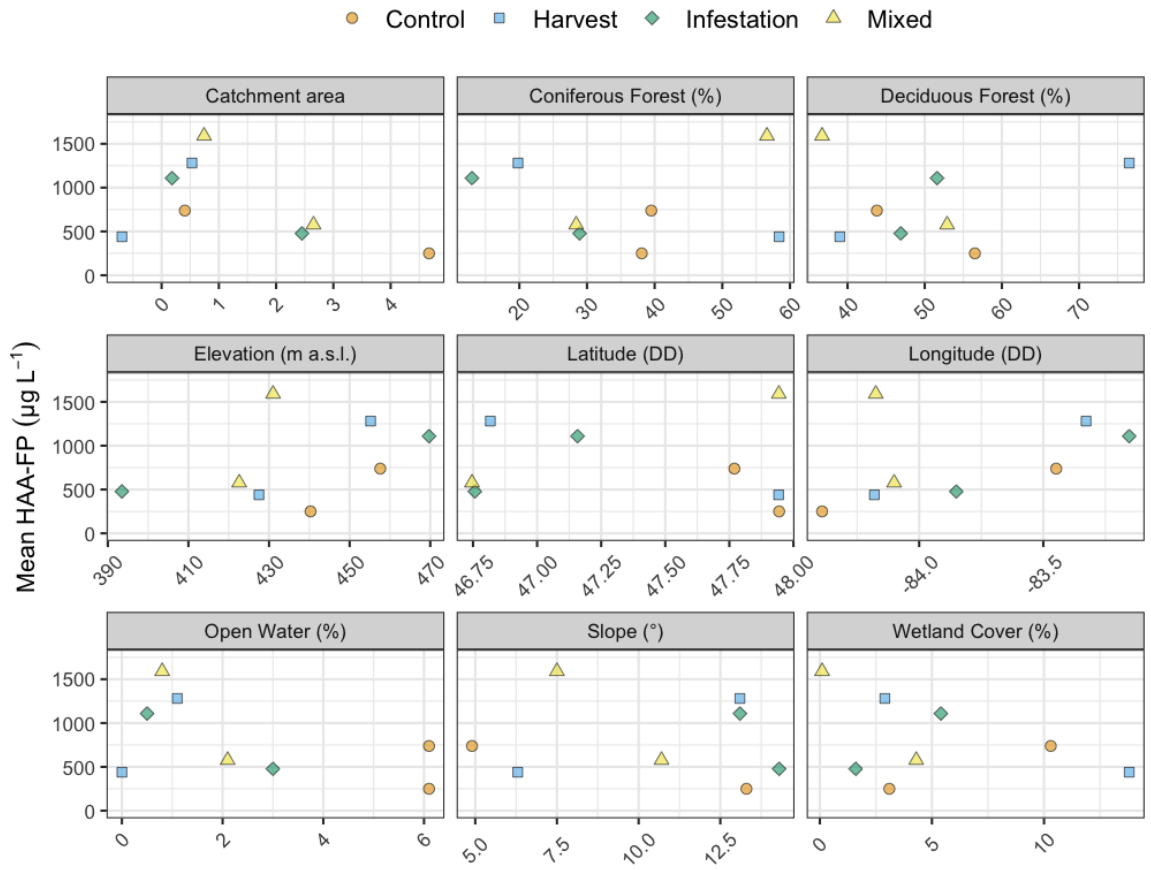 Control Harvest Infestation Mixed
Catchment area Coniferous Forest (%) Deciduous Forest (%)
1500
1000
500
0
0 1 2 3 4 20 30 40 50 60 40 50 60 70
Elevation (m a.s.l.) Latitude (DD) Longitude (DD)
1500
1000
500
0
390 410 430 450 470 46.75 47.00 47.25 47.50 47.75 48.00 -84.0 -83.5
Open Water (%) Slope (°) Wetland Cover (%)
1500
1000
500
0
0 2 4 6 5.0 7.5 10.0 12.5 0 5 10
Mean HAA-FP (µg L⁻¹)